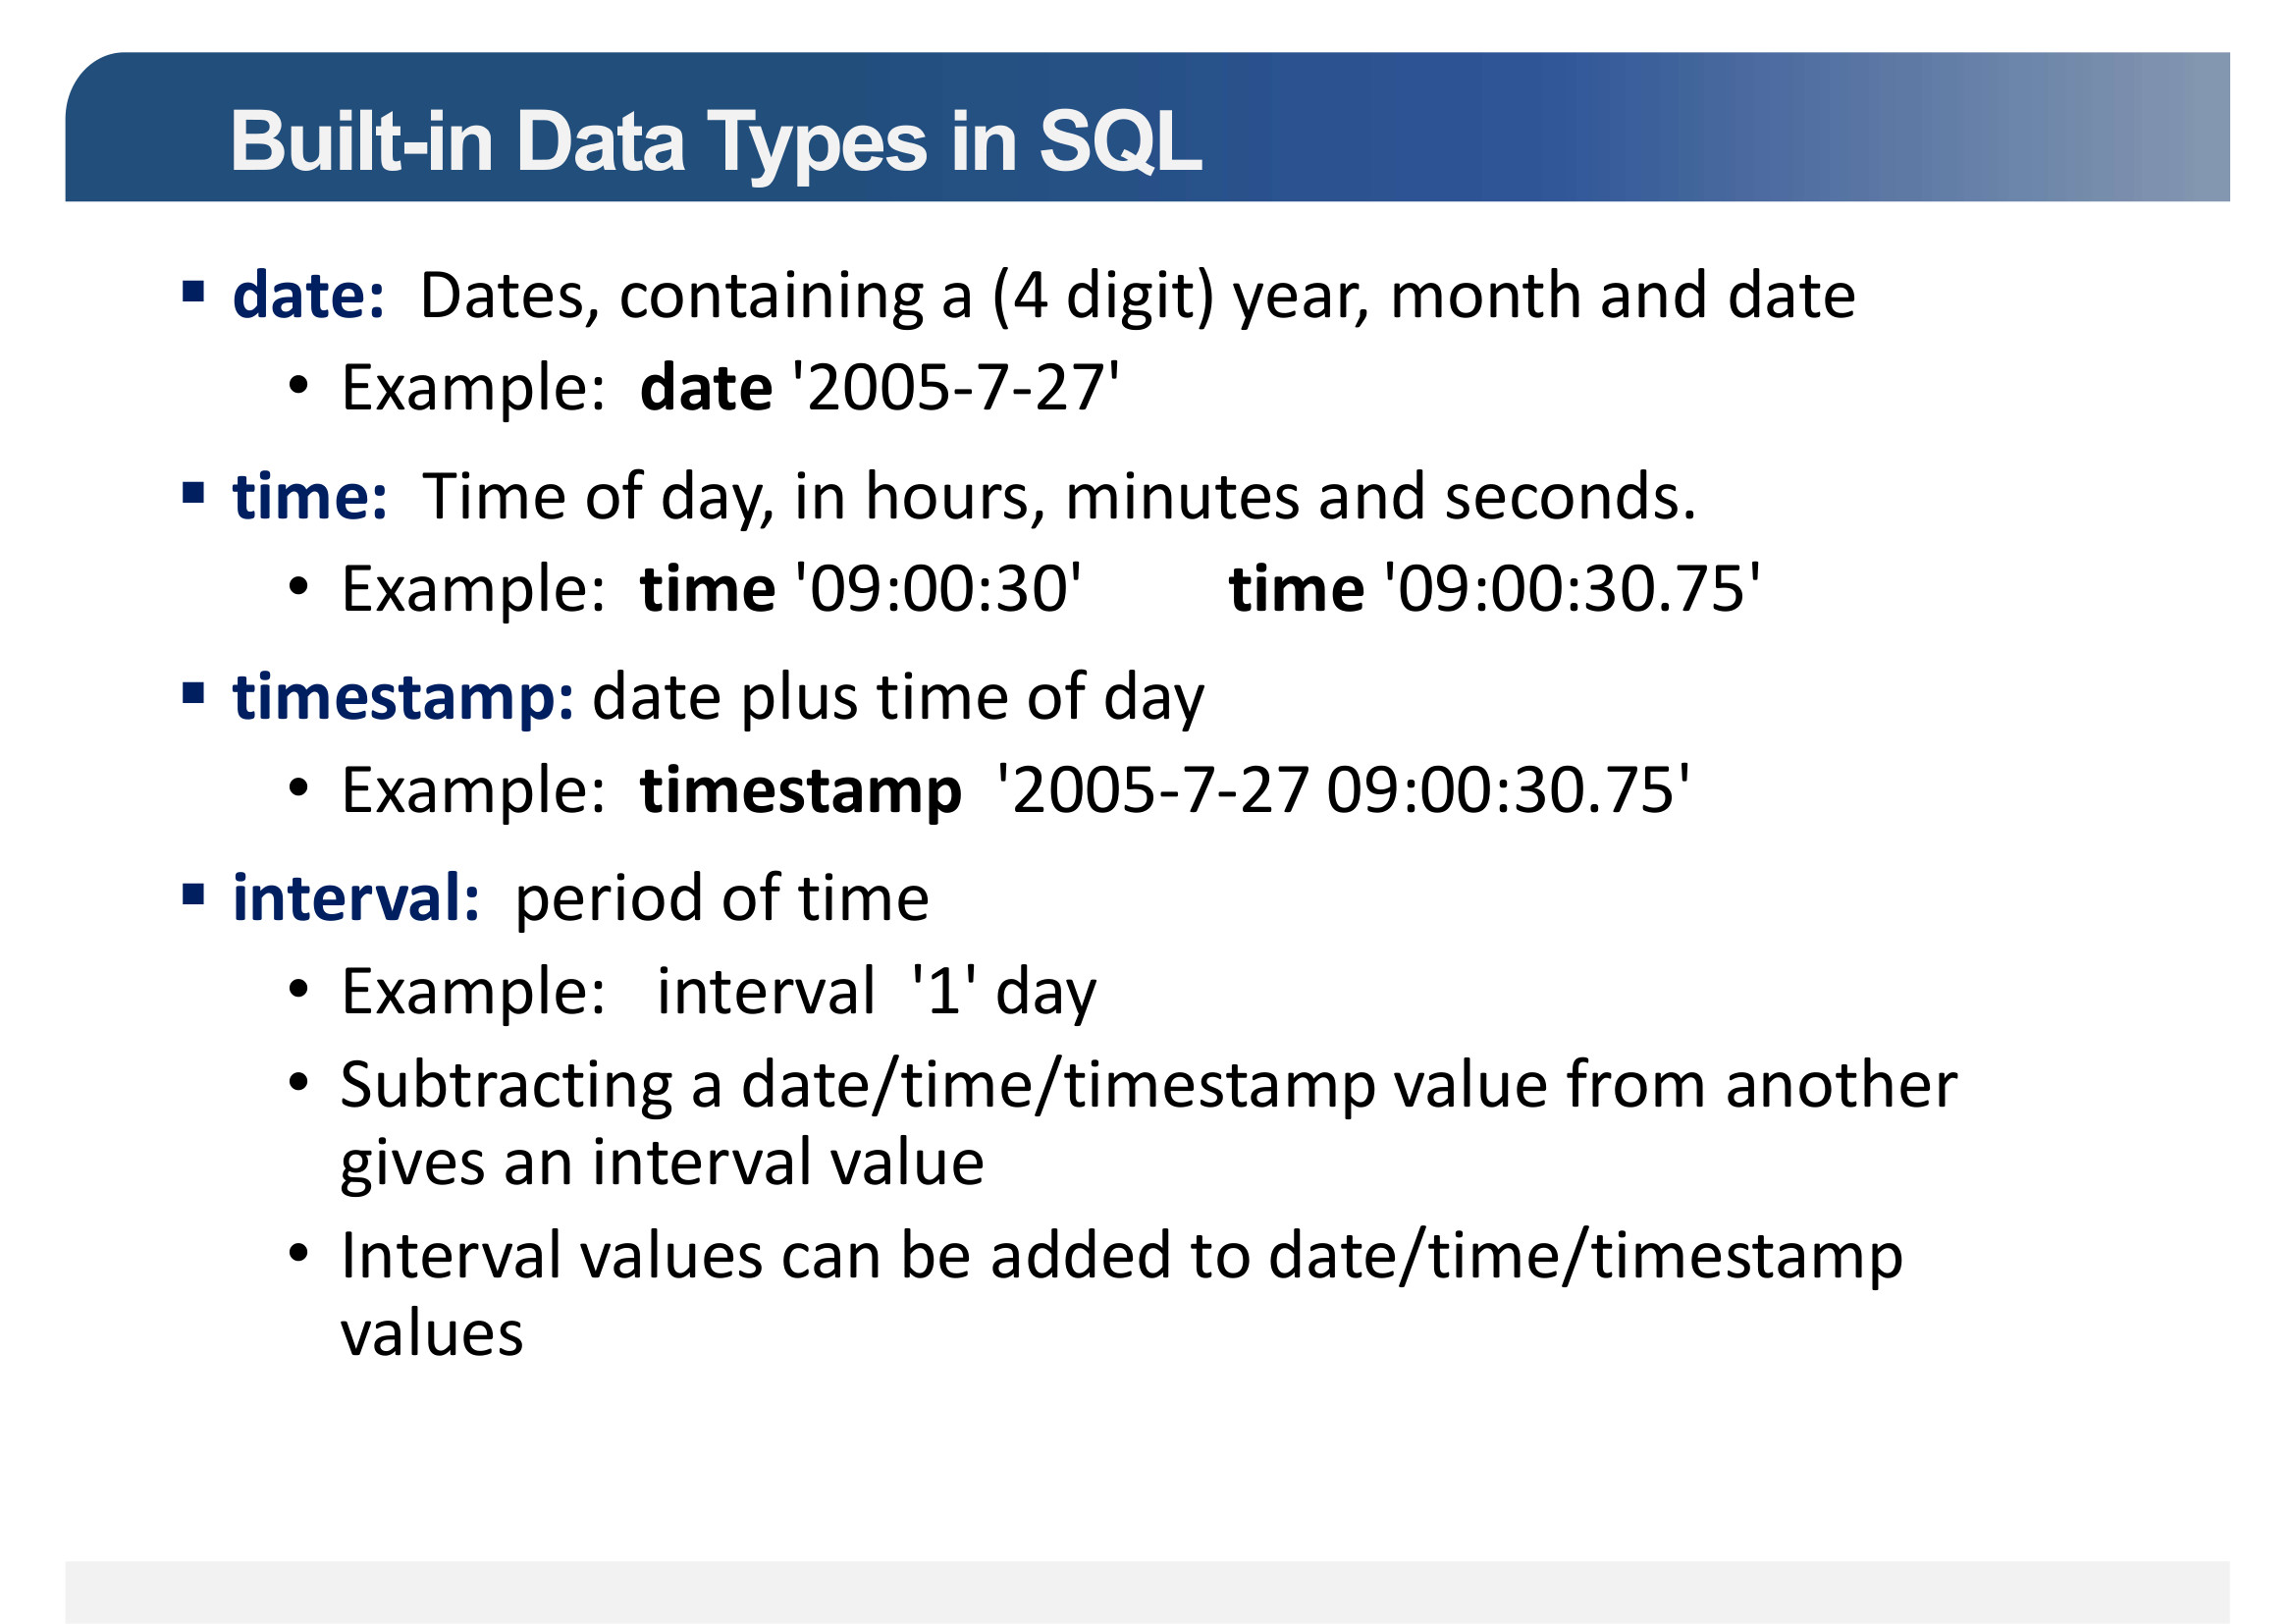 Built-in Data Types in SQL
▪ date: Dates, containing a (4 digit) year, month and date
• Example: date '2005-7-27'
▪ time: Time of day, in hours, minutes and seconds.
• Example: time '09:00:30' time '09:00:30.75'
▪ timestamp: date plus time of day
• Example: timestamp '2005-7-27 09:00:30.75'
▪ interval: period of time
• Example: interval '1' day
• Subtracting a date/time/timestamp value from another
gives an interval value
• Interval values can be added to date/time/timestamp
values